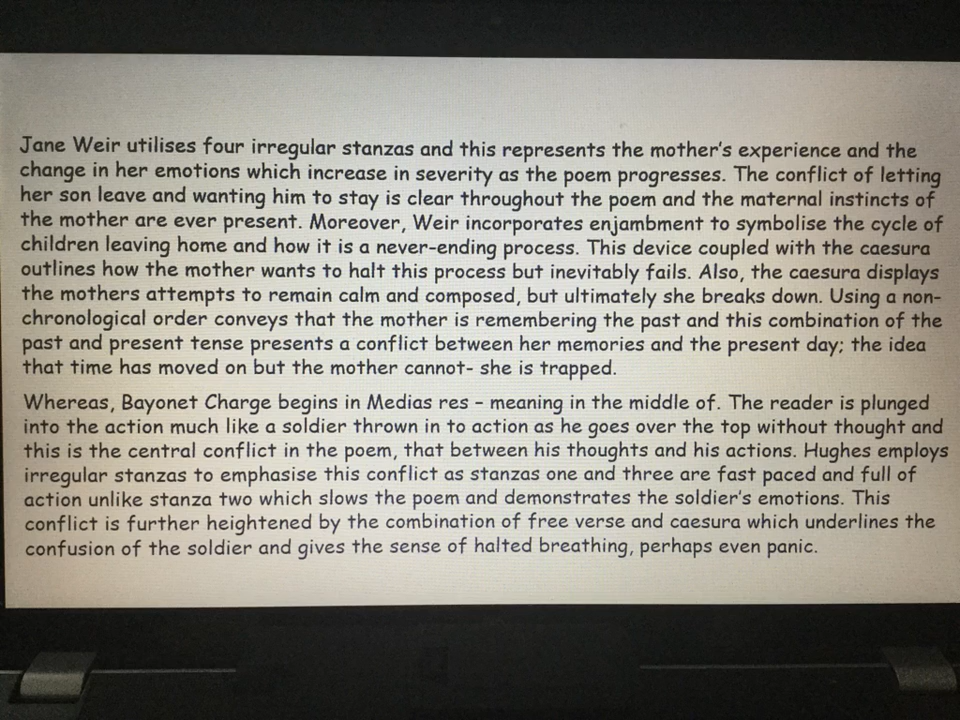 Jane Weir utilises four irregular stanzas and this represents the mother's experience and the
change in her emotions which increase in severity as the poem progresses. The conflict of letting
her son leave and wanting him to stay is clear throughout the poem and the maternal instincts of
the mother are ever present. Moreover, Weir incorporates enjambment to symbolise the cycle of
children leaving home and how it is a never-ending process. This device coupled with the caesura
outlines how the mother wants to halt this process but inevitably fails. Also, the caesura displays
the mothers attempts to remain calm and composed, but ultimately she breaks down. Using a non-
chronological order conveys that the mother is remembering the past and this combination of the
past and present tense presents a conflict between her memories and the present day; the idea
that time has moved on but the mother cannot- she is trapped.
Whereas, Bayonet Charge begins in Medias res – meaning in the middle of. The reader is plunged
into the action much like a soldier thrown in to action as he goes over the top without thought and
this is the central conflict in the poem, that between his thoughts and his actions. Hughes employs
irregular stanzas to emphasise this conflict as stanzas one and three are fast paced and full of
action unlike stanza two which slows the poem and demonstrates the soldier's emotions. This
conflict is further heightened by the combination of free verse and caesura which underlines the
confusion of the soldier and gives the sense of halted breathing, perhaps even panic.